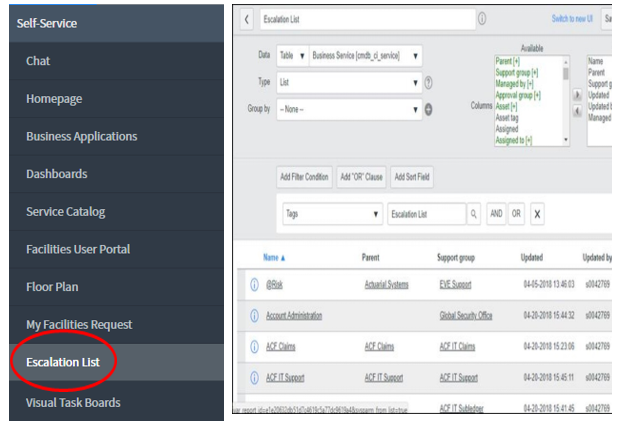 Self-Service
Chat
Homepage
Business Applications
Dashboards
Service Catalog
Facilities User Portal
Floor Plan
My Facilities Request
Escalation List
Visual Task Boards
Escalation List
Switch to new UI Sa
Data Table Business Service [cmdb_ci_service]
Type List
Group by -- None --
Available
Columns
Parent [+]
Support group [+]
Managed by [+]
Approval group [+]
Asset [+]
Asset tag
Assigned
Assigned to [+]
Name
Parent
Support g
Updated
Updated b
Managed
Add Filter Condition Add "OR" Clause Add Sort Field
Tags Escalation List AND OR X
Name Parent Support group Updated Updated by
@Risk Actuarial Systems EVE Support 04-05-2018 13:46:03 s0042769
Account Administration Global Security Office 04-20-2018 15:44:32 s0042769
ACF Claims ACF Claims ACF IT Claims 04-20-2018 15:23:06 s0042769
ACF IT Support ACF IT Support ACF IT Support 04-20-2018 15:45:11 s0042769
ACF IT Subledger 04-20-2018 15:41:45 s0042769